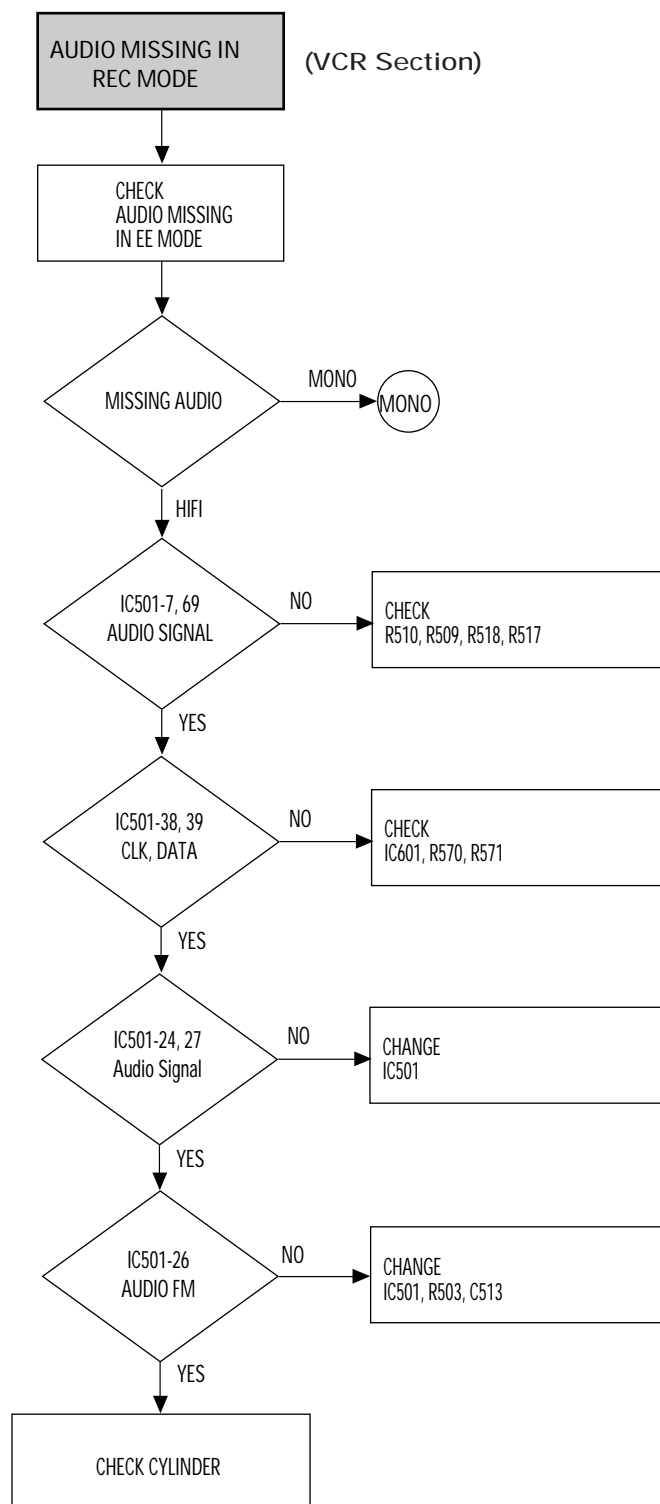 AUDIO MISSING IN
REC MODE
(VCR Section)
CHECK
AUDIO MISSING
IN EE MODE
MISSING AUDIO
MONO
MONO
HIFI
IC501-7, 69
AUDIO SIGNAL
NO
CHECK
R510, R509, R518, R517
YES
IC501-38, 39
CLK, DATA
NO
CHECK
IC601, R570, R571
YES
IC501-24, 27
Audio Signal
NO
CHANGE
IC501
YES
IC501-26
AUDIO FM
NO
CHANGE
IC501, R503, C513
YES
CHECK CYLINDER